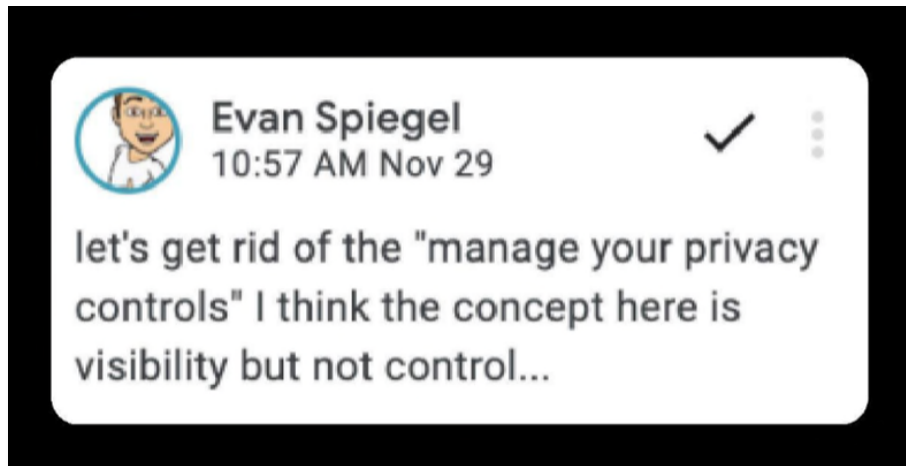 Evan Spiegel
10:57 AM Nov 29
let's get rid of the "manage your privacy
controls" I think the concept here is
visibility but not control...